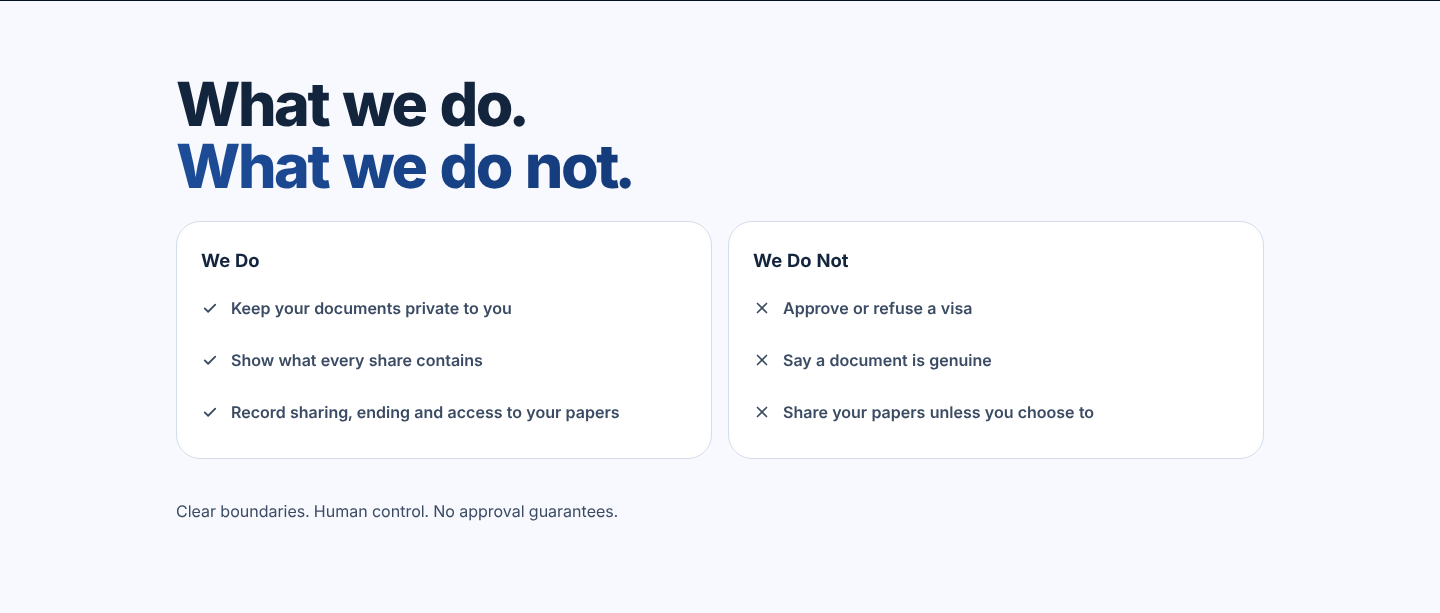 What we do.
What we do not.
We Do
Keep your documents private to you
Show what every share contains
Record sharing, ending and access to your papers
We Do Not
Approve or refuse a visa
Say a document is genuine
Share your papers unless you choose to
Clear boundaries. Human control. No approval guarantees.